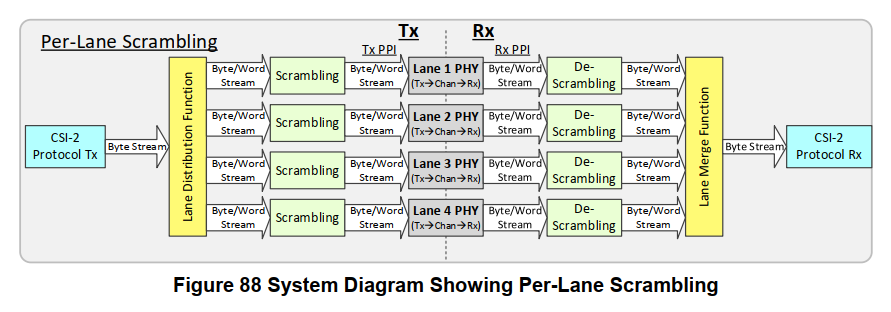 Per-Lane Scrambling
Tx Rx
Tx PPI Rx PPI
CSI-2
Protocol Tx
Byte Stream
Lane Distribution Function
Byte/Word
Stream
Scrambling
Byte/Word
Stream
Lane 1 PHY
(Tx→Chan→Rx)
Byte/Word
Stream
De-
Scrambling
Byte/Word
Stream
Byte/Word
Stream
Scrambling
Byte/Word
Stream
Lane 2 PHY
(Tx→Chan→Rx)
Byte/Word
Stream
De-
Scrambling
Byte/Word
Stream
Byte/Word
Stream
Scrambling
Byte/Word
Stream
Lane 3 PHY
(Tx→Chan→Rx)
Byte/Word
Stream
De-
Scrambling
Byte/Word
Stream
Byte/Word
Stream
Scrambling
Byte/Word
Stream
Lane 4 PHY
(Tx→Chan→Rx)
Byte/Word
Stream
De-
Scrambling
Byte/Word
Stream
Lane Merge Function
Byte Stream
CSI-2
Protocol Rx
Figure 88 System Diagram Showing Per-Lane Scrambling